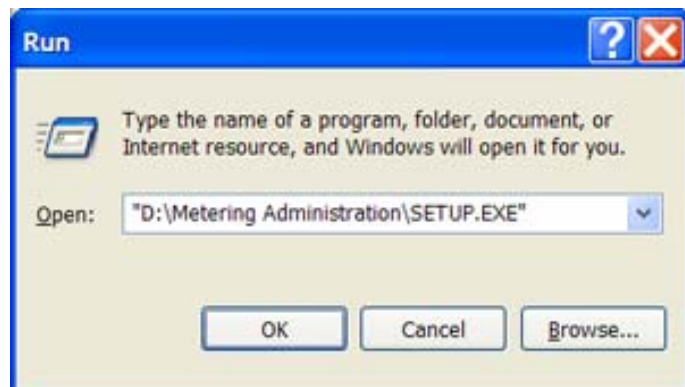 Run
Type the name of a program, folder, document, or
Internet resource, and Windows will open it for you.
Open: "D:\Metering Administration\SETUP.EXE"
OK Cancel Browse...